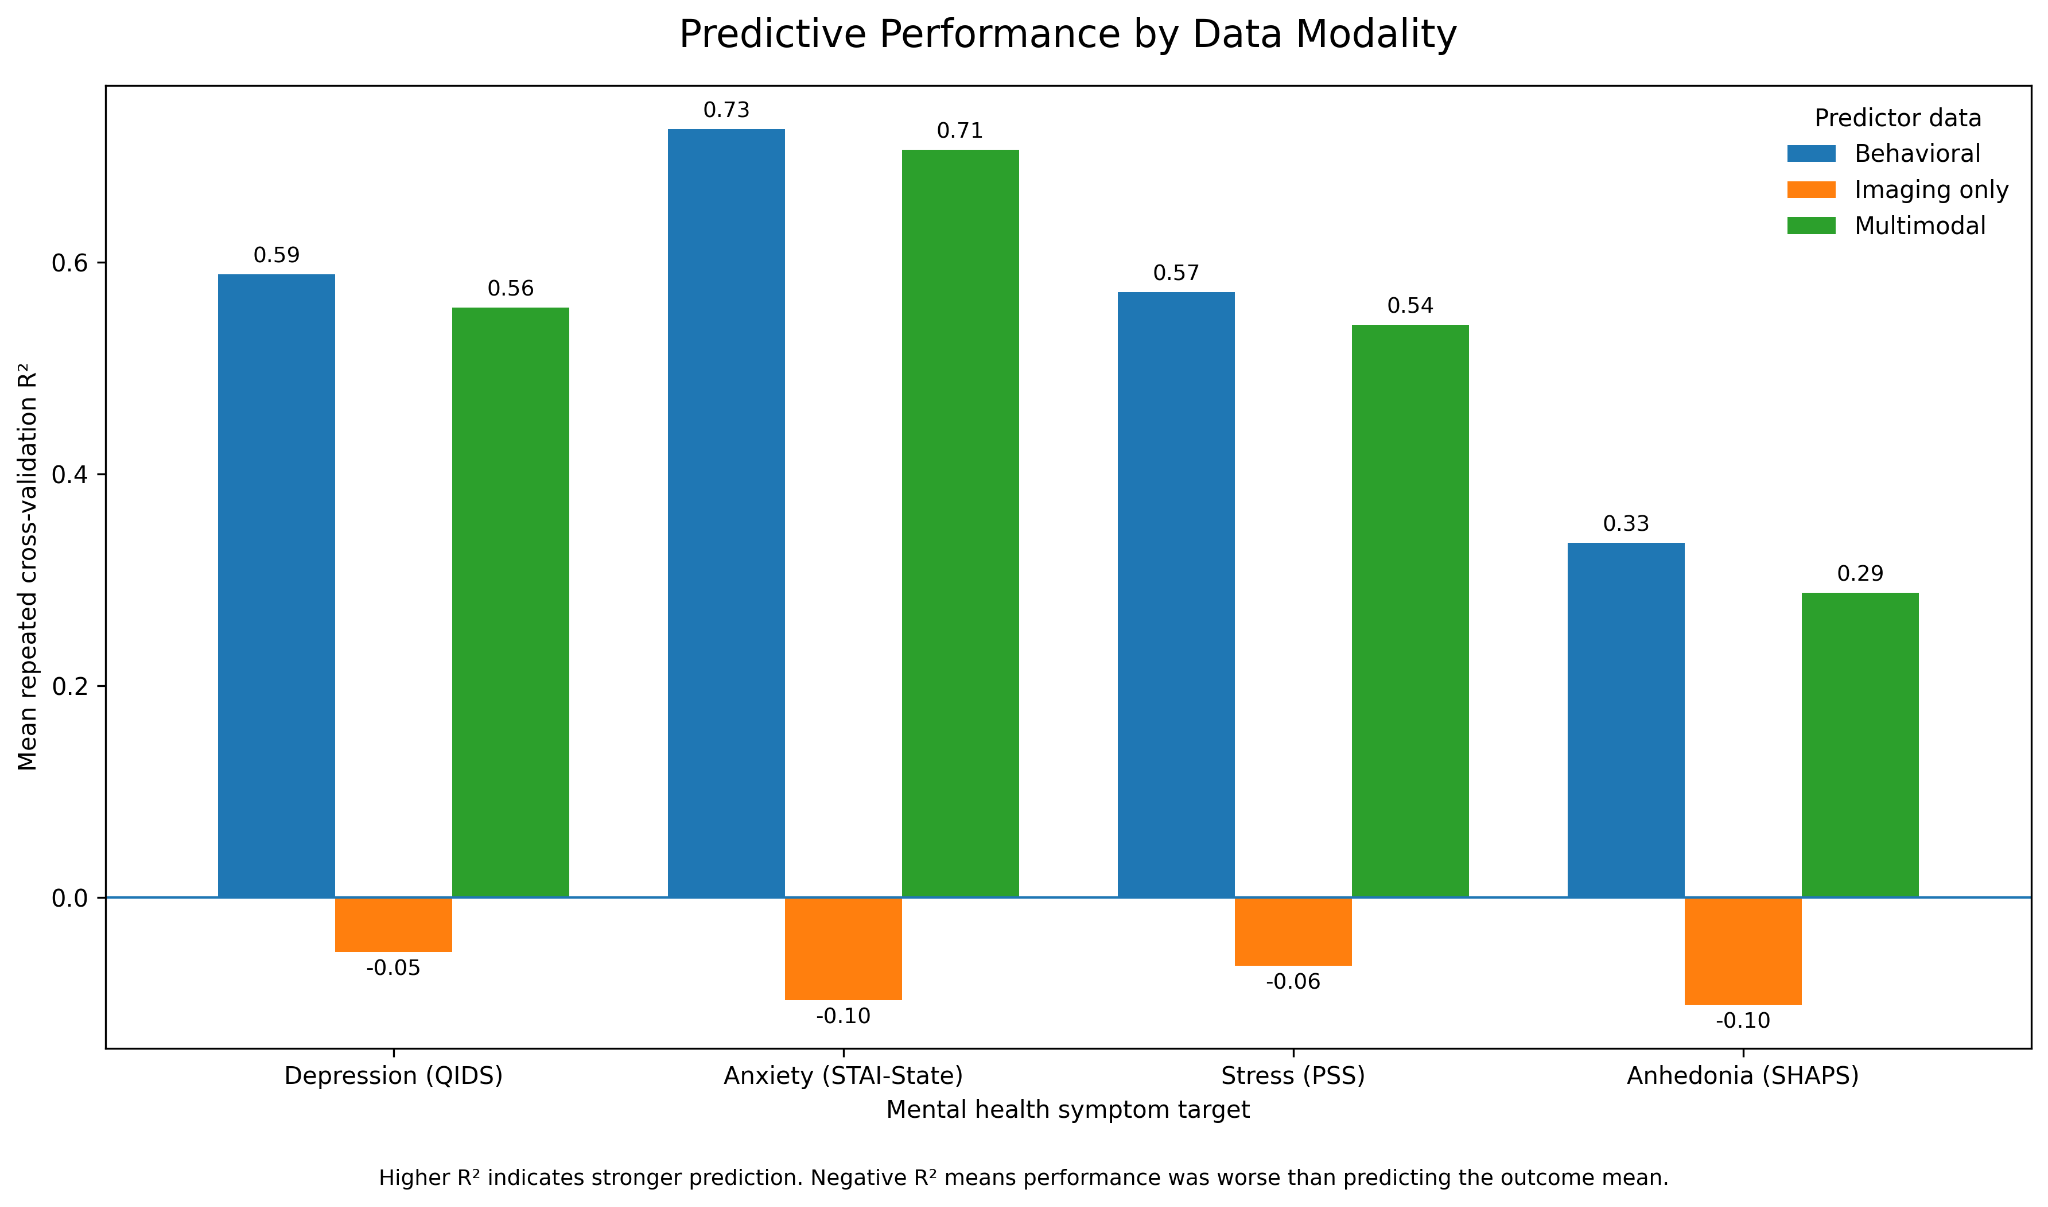 Predictive Performance by Data Modality
Predictor data
Behavioral
Imaging only
Multimodal
Mean repeated cross-validation R²
0.6
0.4
0.2
0.0
0.59
-0.05
0.56
0.73
-0.10
0.71
0.57
-0.06
0.54
0.33
-0.10
0.29
Depression (QIDS)
Anxiety (STAI-State)
Stress (PSS)
Anhedonia (SHAPS)
Mental health symptom target
Higher R² indicates stronger prediction. Negative R² means performance was worse than predicting the outcome mean.